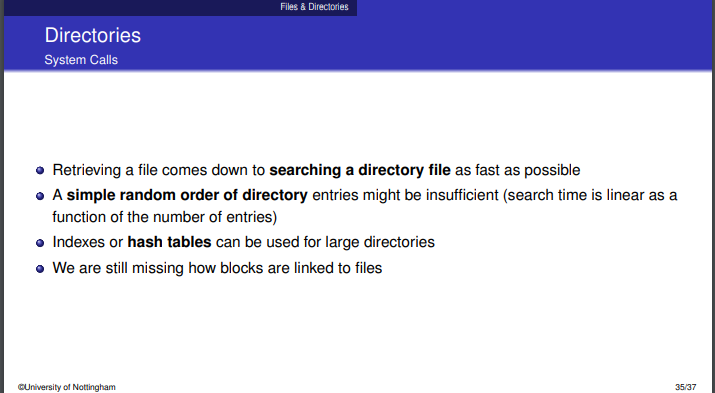 Files & Directories
Directories
System Calls
Retrieving a file comes down to searching a directory file as fast as possible
A simple random order of directory entries might be insufficient (search time is linear as a
function of the number of entries)
Indexes or hash tables can be used for large directories
We are still missing how blocks are linked to files
©University of Nottingham
35/37